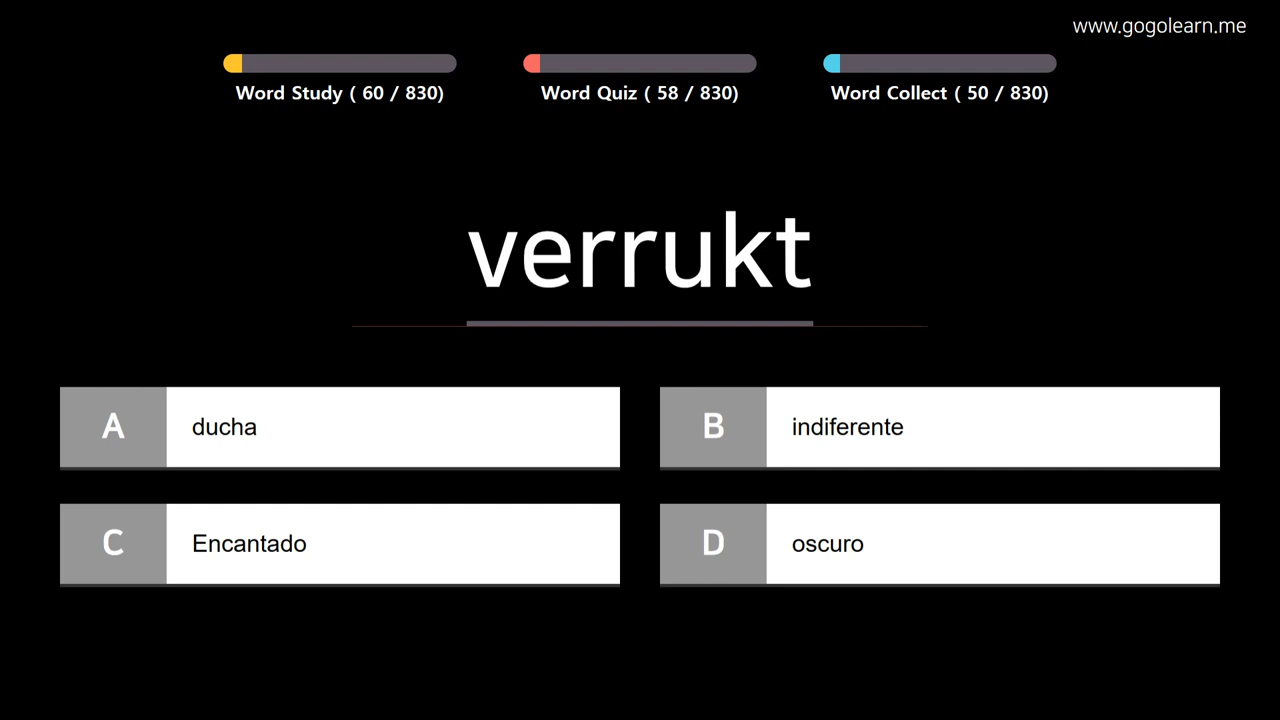 www.gogolearn.me
Word Study ( 60 / 830)
Word Quiz ( 58 / 830)
Word Collect ( 50 / 830)
verrukt
A ducha
B indiferente
C Encantado
D oscuro